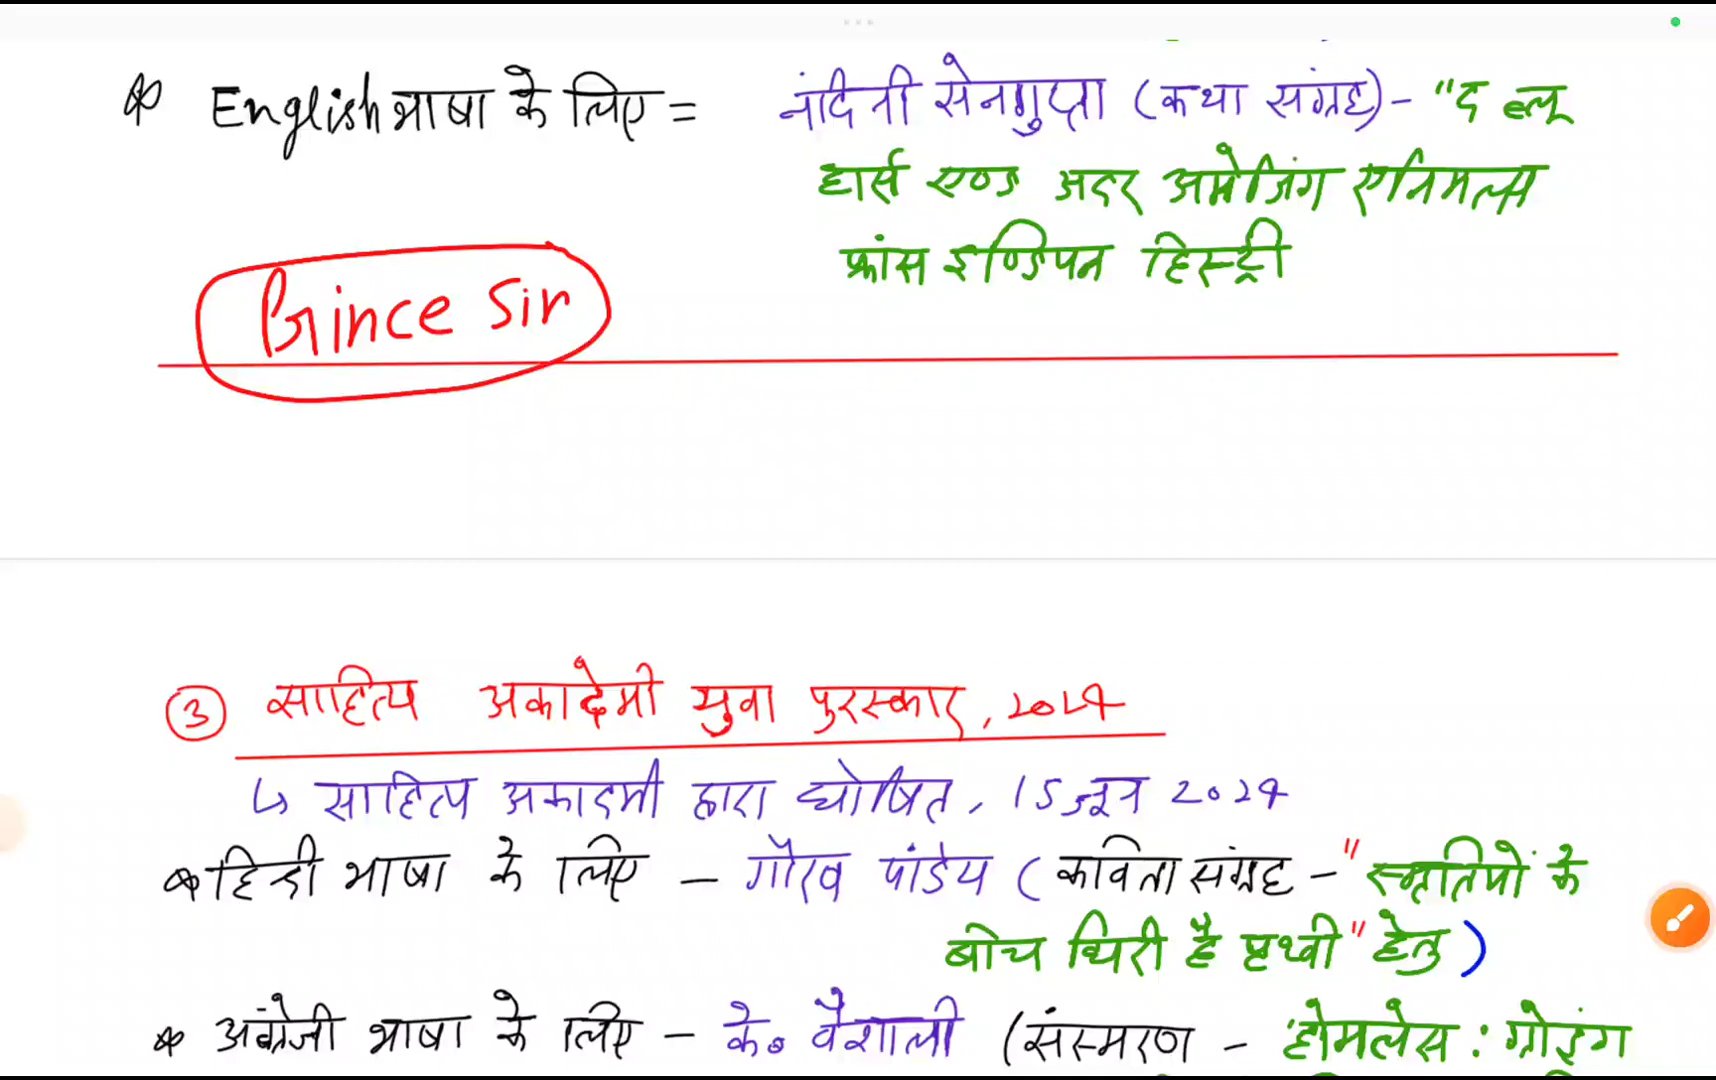 English भाषा के लिए = नंदिनी सेनगुप्ता (कथा संग्रह) - "द ब्लू
हार्स एण्ड अदर अमेजिंग एनिमल्स
फ्रांस इण्डियन हिस्ट्री
Prince Sir
③ साहित्य अकादेमी युवा पुरस्कार, 2024
↳ साहित्य अकादमी द्वारा घोषित, 15 जून 2024
हिन्दी भाषा के लिए - गौरव पांडेय (कविता संग्रह - "स्मृतियों के
बीच घिरी है पृथ्वी" हेतु)
अंग्रेजी भाषा के लिए - के. वैशाली (संस्मरण - 'होमलेस : ग्रोइंग